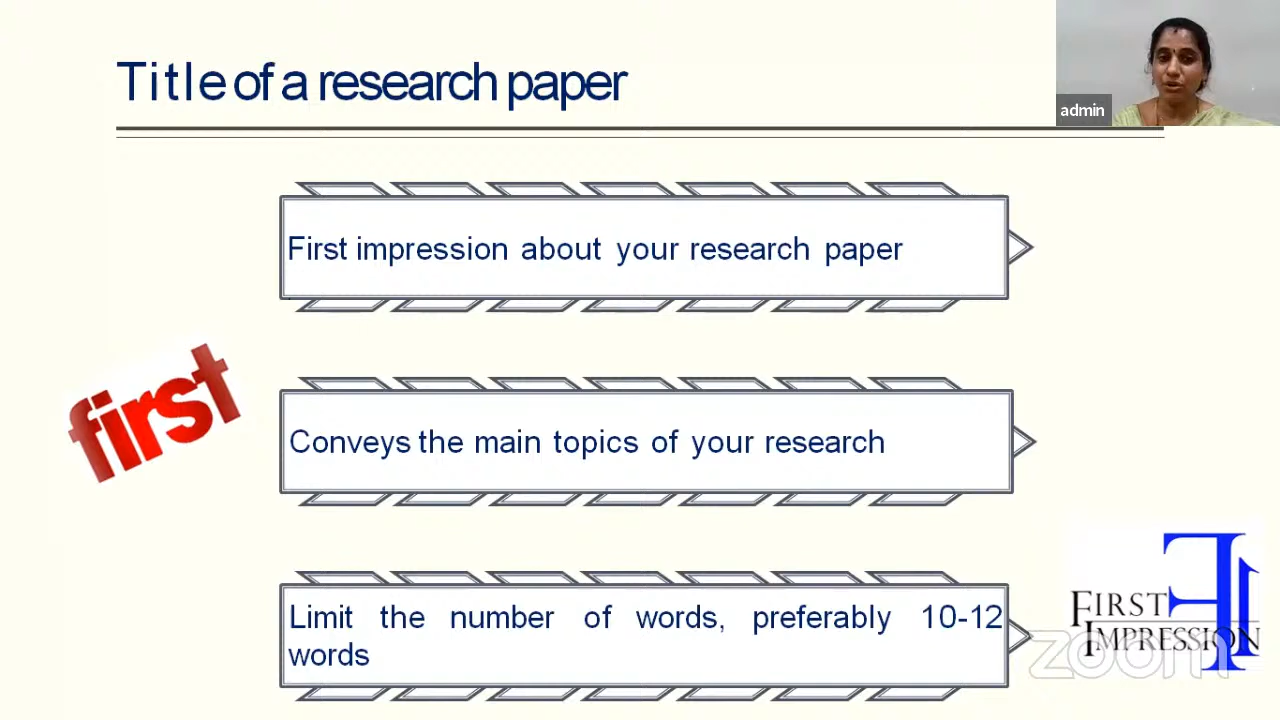 Title of a research paper
admin
First impression about your research paper
first
Conveys the main topics of your research
Limit the number of words, preferably 10-12
words
FIRST
IMPRESSION
FI
zoom